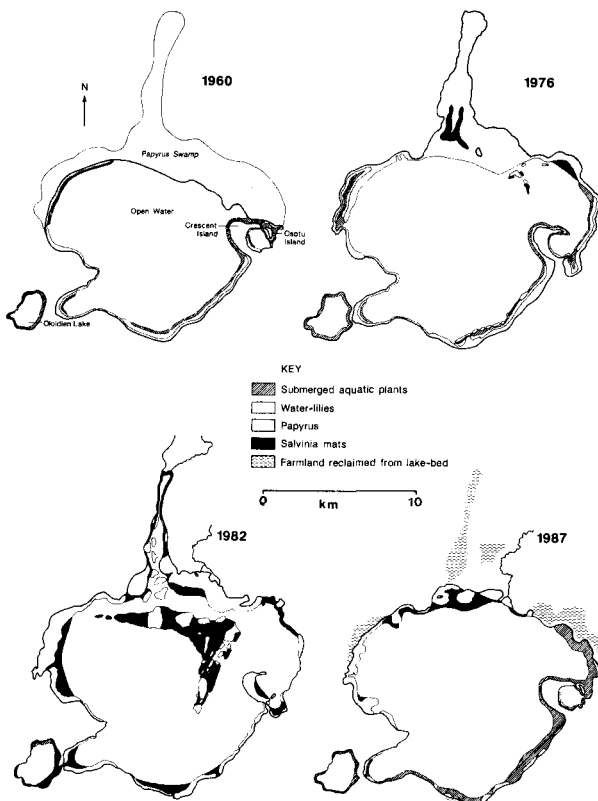 1960
N
Papyrus Swamp
Open Water
Crescent
Island
Osotu
Island
Oloidien Lake
1976
KEY
Submerged aquatic plants
Water-lilies
Papyrus
Salvinia mats
Farmland reclaimed from lake-bed
0 10
km
1982
1987